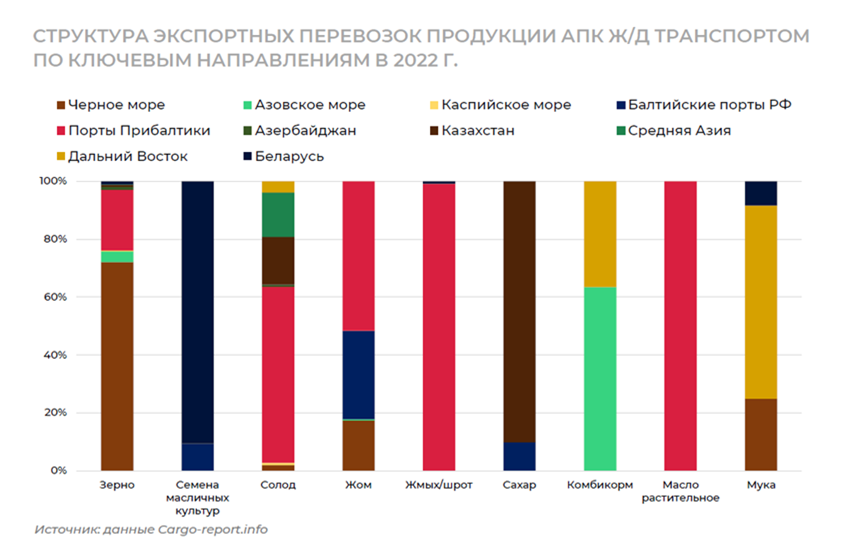 СТРУКТУРА ЭКСПОРТНЫХ ПЕРЕВОЗОК ПРОДУКЦИИ АПК Ж/Д ТРАНСПОРТОМ
ПО КЛЮЧЕВЫМ НАПРАВЛЕНИЯМ В 2022 Г.
Черное море Азовское море Каспийское море Балтийские порты РФ
Порты Прибалтики Азербайджан Казахстан Средняя Азия
Дальний Восток Беларусь
100%
80%
60%
40%
20%
0%
Зерно Семена Солод Жом Жмых/шрот Сахар Комбикорм Масло Мука
масличных растительное
культур
Источник: данные Cargo-report.info